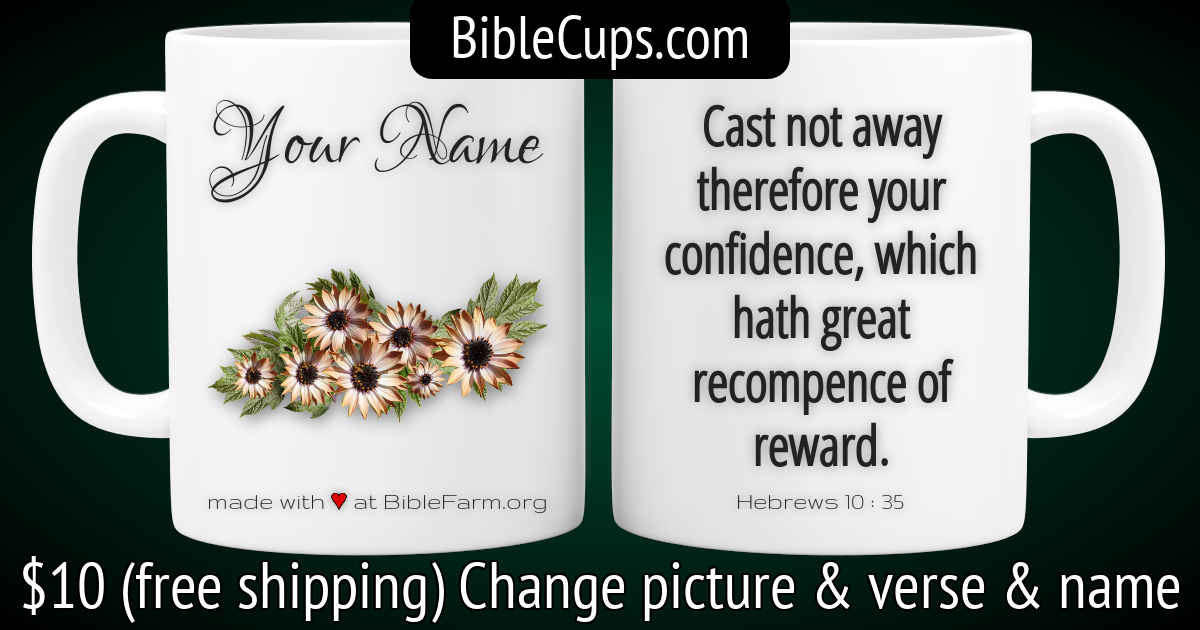 BibleCups.com
Your Name
made with ♥ at BibleFarm.org
Cast not away
therefore your
confidence, which
hath great
recompence of
reward.
Hebrews 10 : 35
$10 (free shipping) Change picture & verse & name